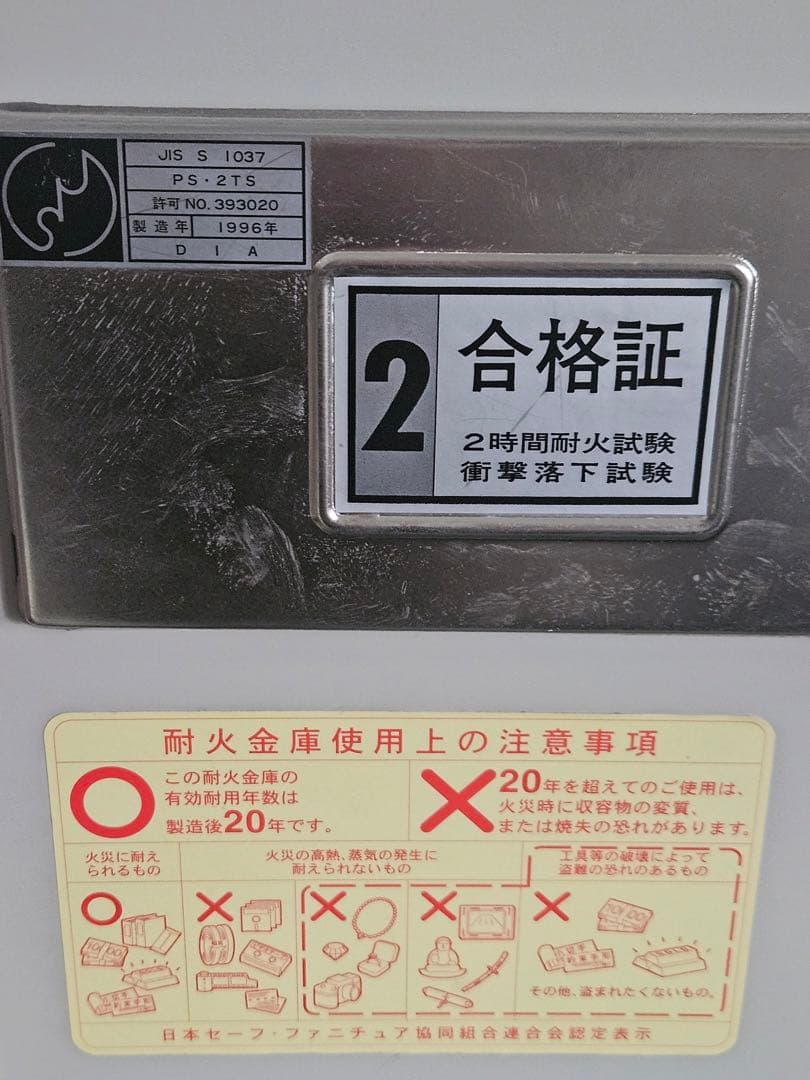 JIS S 1037
PS・2TS
許可NO.393020
製造年 1996年
D I A
2
合格証
2時間耐火試験
衝撃落下試験
耐火金庫使用上の注意事項
この耐火金庫の
有効耐用年数は
製造後20年です。
20年を超えてのご使用は、
火災時に収容物の変質、
または焼失の恐れがあります。
火災に耐え
られるもの
火災の高熱、蒸気の発生に
耐えられないもの
工具等の破壊によって
盗難の恐れのあるもの
その他、盗まれたくないもの。
日本セーフ・ファニチュア協同組合連合会認定表示